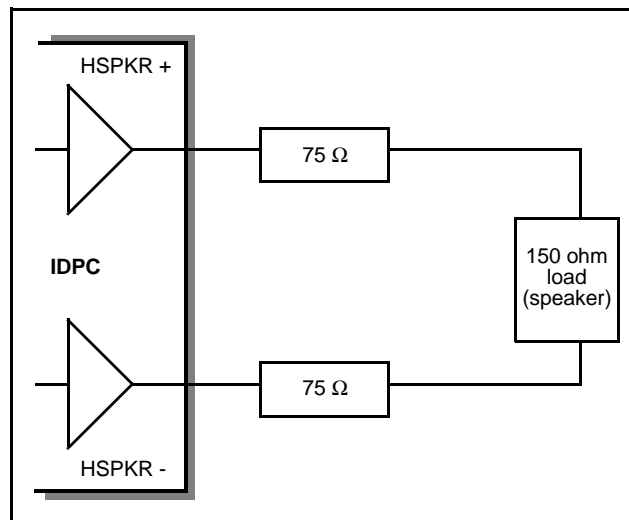 HSPKR +
75 Ω
150 ohm
load
(speaker)
IDPC
75 Ω
HSPKR -